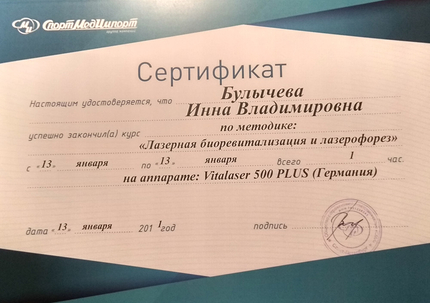 СпортМедИмпорт
Сертификат
Настоящим удостоверяется, что Булычева
Инна Владимировна
успешно закончил(а) курс по методике:
«Лазерная биоревитализация и лазерофорез»
с «13» января по «13» января всего 1 час.
на аппарате: Vitalaser 500 PLUS (Германия)
дата «13» января 2011 год подпись